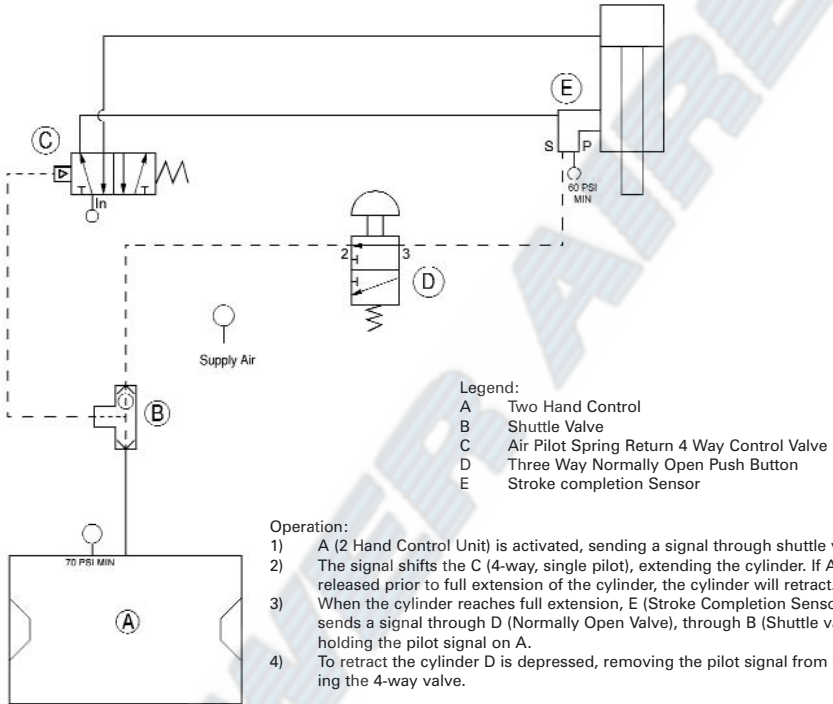 C
In
E
S
P
60 PSI
MIN
2
3
D
Supply Air
B
Legend:
A Two Hand Control
B Shuttle Valve
C Air Pilot Spring Return 4 Way Control Valve
D Three Way Normally Open Push Button
E Stroke completion Sensor
70 PSI MIN
A
Operation:
1) A (2 Hand Control Unit) is activated, sending a signal through shuttle
2) The signal shifts the C (4-way, single pilot), extending the cylinder. If A
released prior to full extension of the cylinder, the cylinder will retract.
3) When the cylinder reaches full extension, E (Stroke Completion Sensor
sends a signal through D (Normally Open Valve), through B (Shuttle
holding the pilot signal on A.
4) To retract the cylinder D is depressed, removing the pilot signal from
ing the 4-way valve.